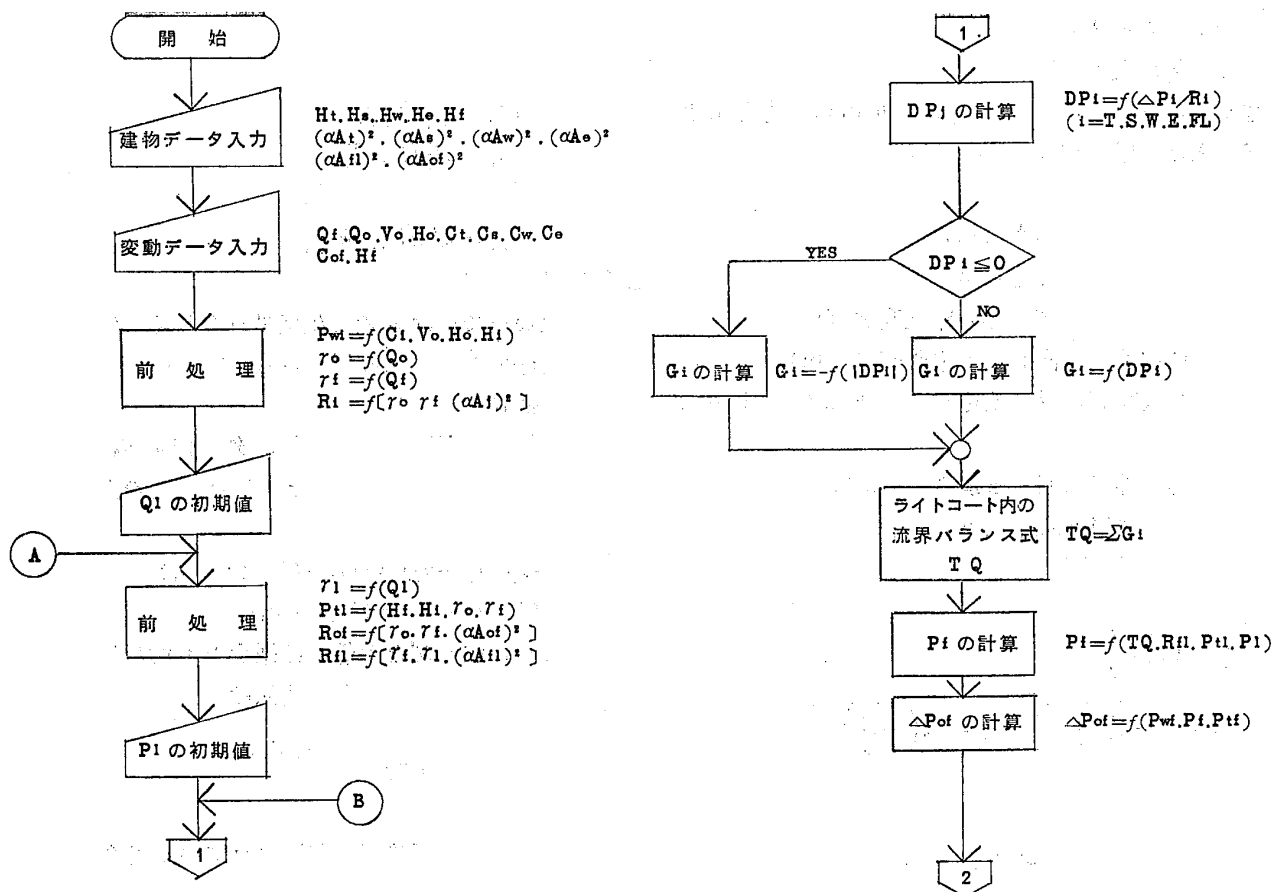 開 始
建物データ入力
Ht.Hs.Hw.He.Hf
(αAt)².(αAs)².(αAw)².(αAe)²
(αAfl)².(αAof)²
変動データ入力
Qf.Qo.Vo.Ho.Ct.Cs.Cw.Ce
Cof.Hf
前 処 理
Pwi=f(Ci.Vo.Ho.Hi)
γo=f(Qo)
γf=f(Qf)
Ri=f[γo γf (αAi)²]
Qlの初期値
A
前 処 理
γl=f(Ql)
Ptl=f(Hf.Hi.γo.γf)
Rof=f[γo.γf.(αAof)²]
Rfl=f[γf.γl.(αAfl)²]
Plの初期値
B
1
1
DPiの計算
DPi=f(△Pi/Ri)
(i=T.S.W.E.FL)
DPi≦0
YES
NO
Giの計算
Gi=-f(|DPi|)
Giの計算
Gi=f(DPi)
ライトコート内の
流界バランス式
TQ
TQ=ΣGi
Pfの計算
Pf=f(TQ.Rfl.Ptl.Pl)
△Pofの計算
△Pof=f(Pwf.Pf.Ptf)
2